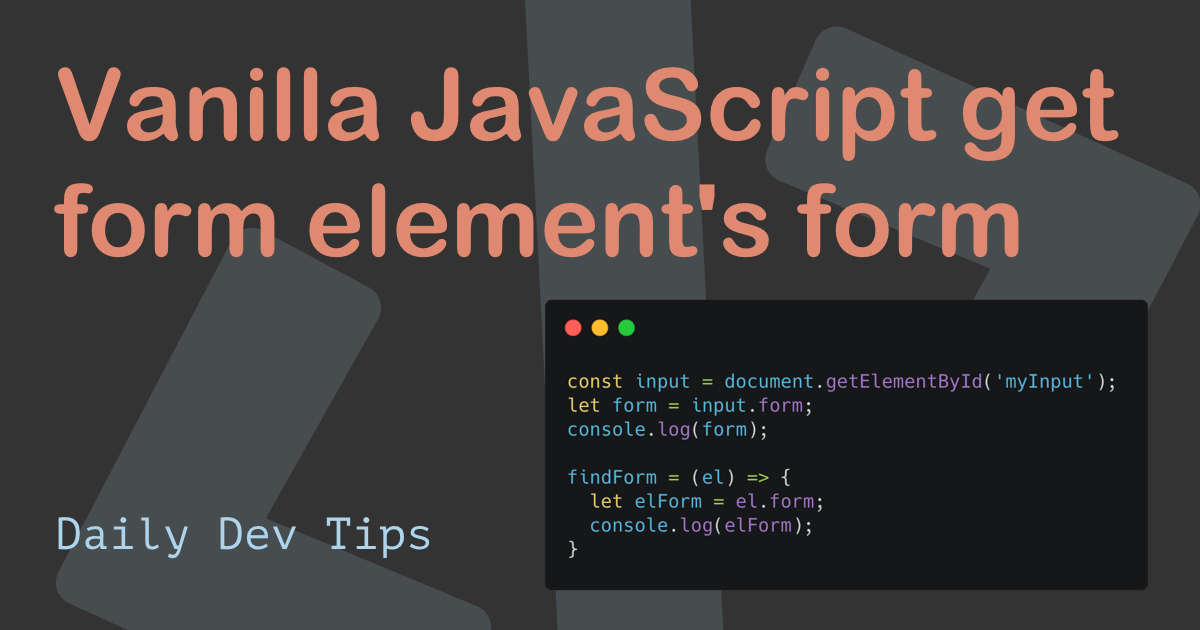 Vanilla JavaScript get
form element's form
const input = document.getElementById('myInput');
let form = input.form;
console.log(form);
findForm = (el) => {
  let elForm = el.form;
  console.log(elForm);
}
Daily Dev Tips